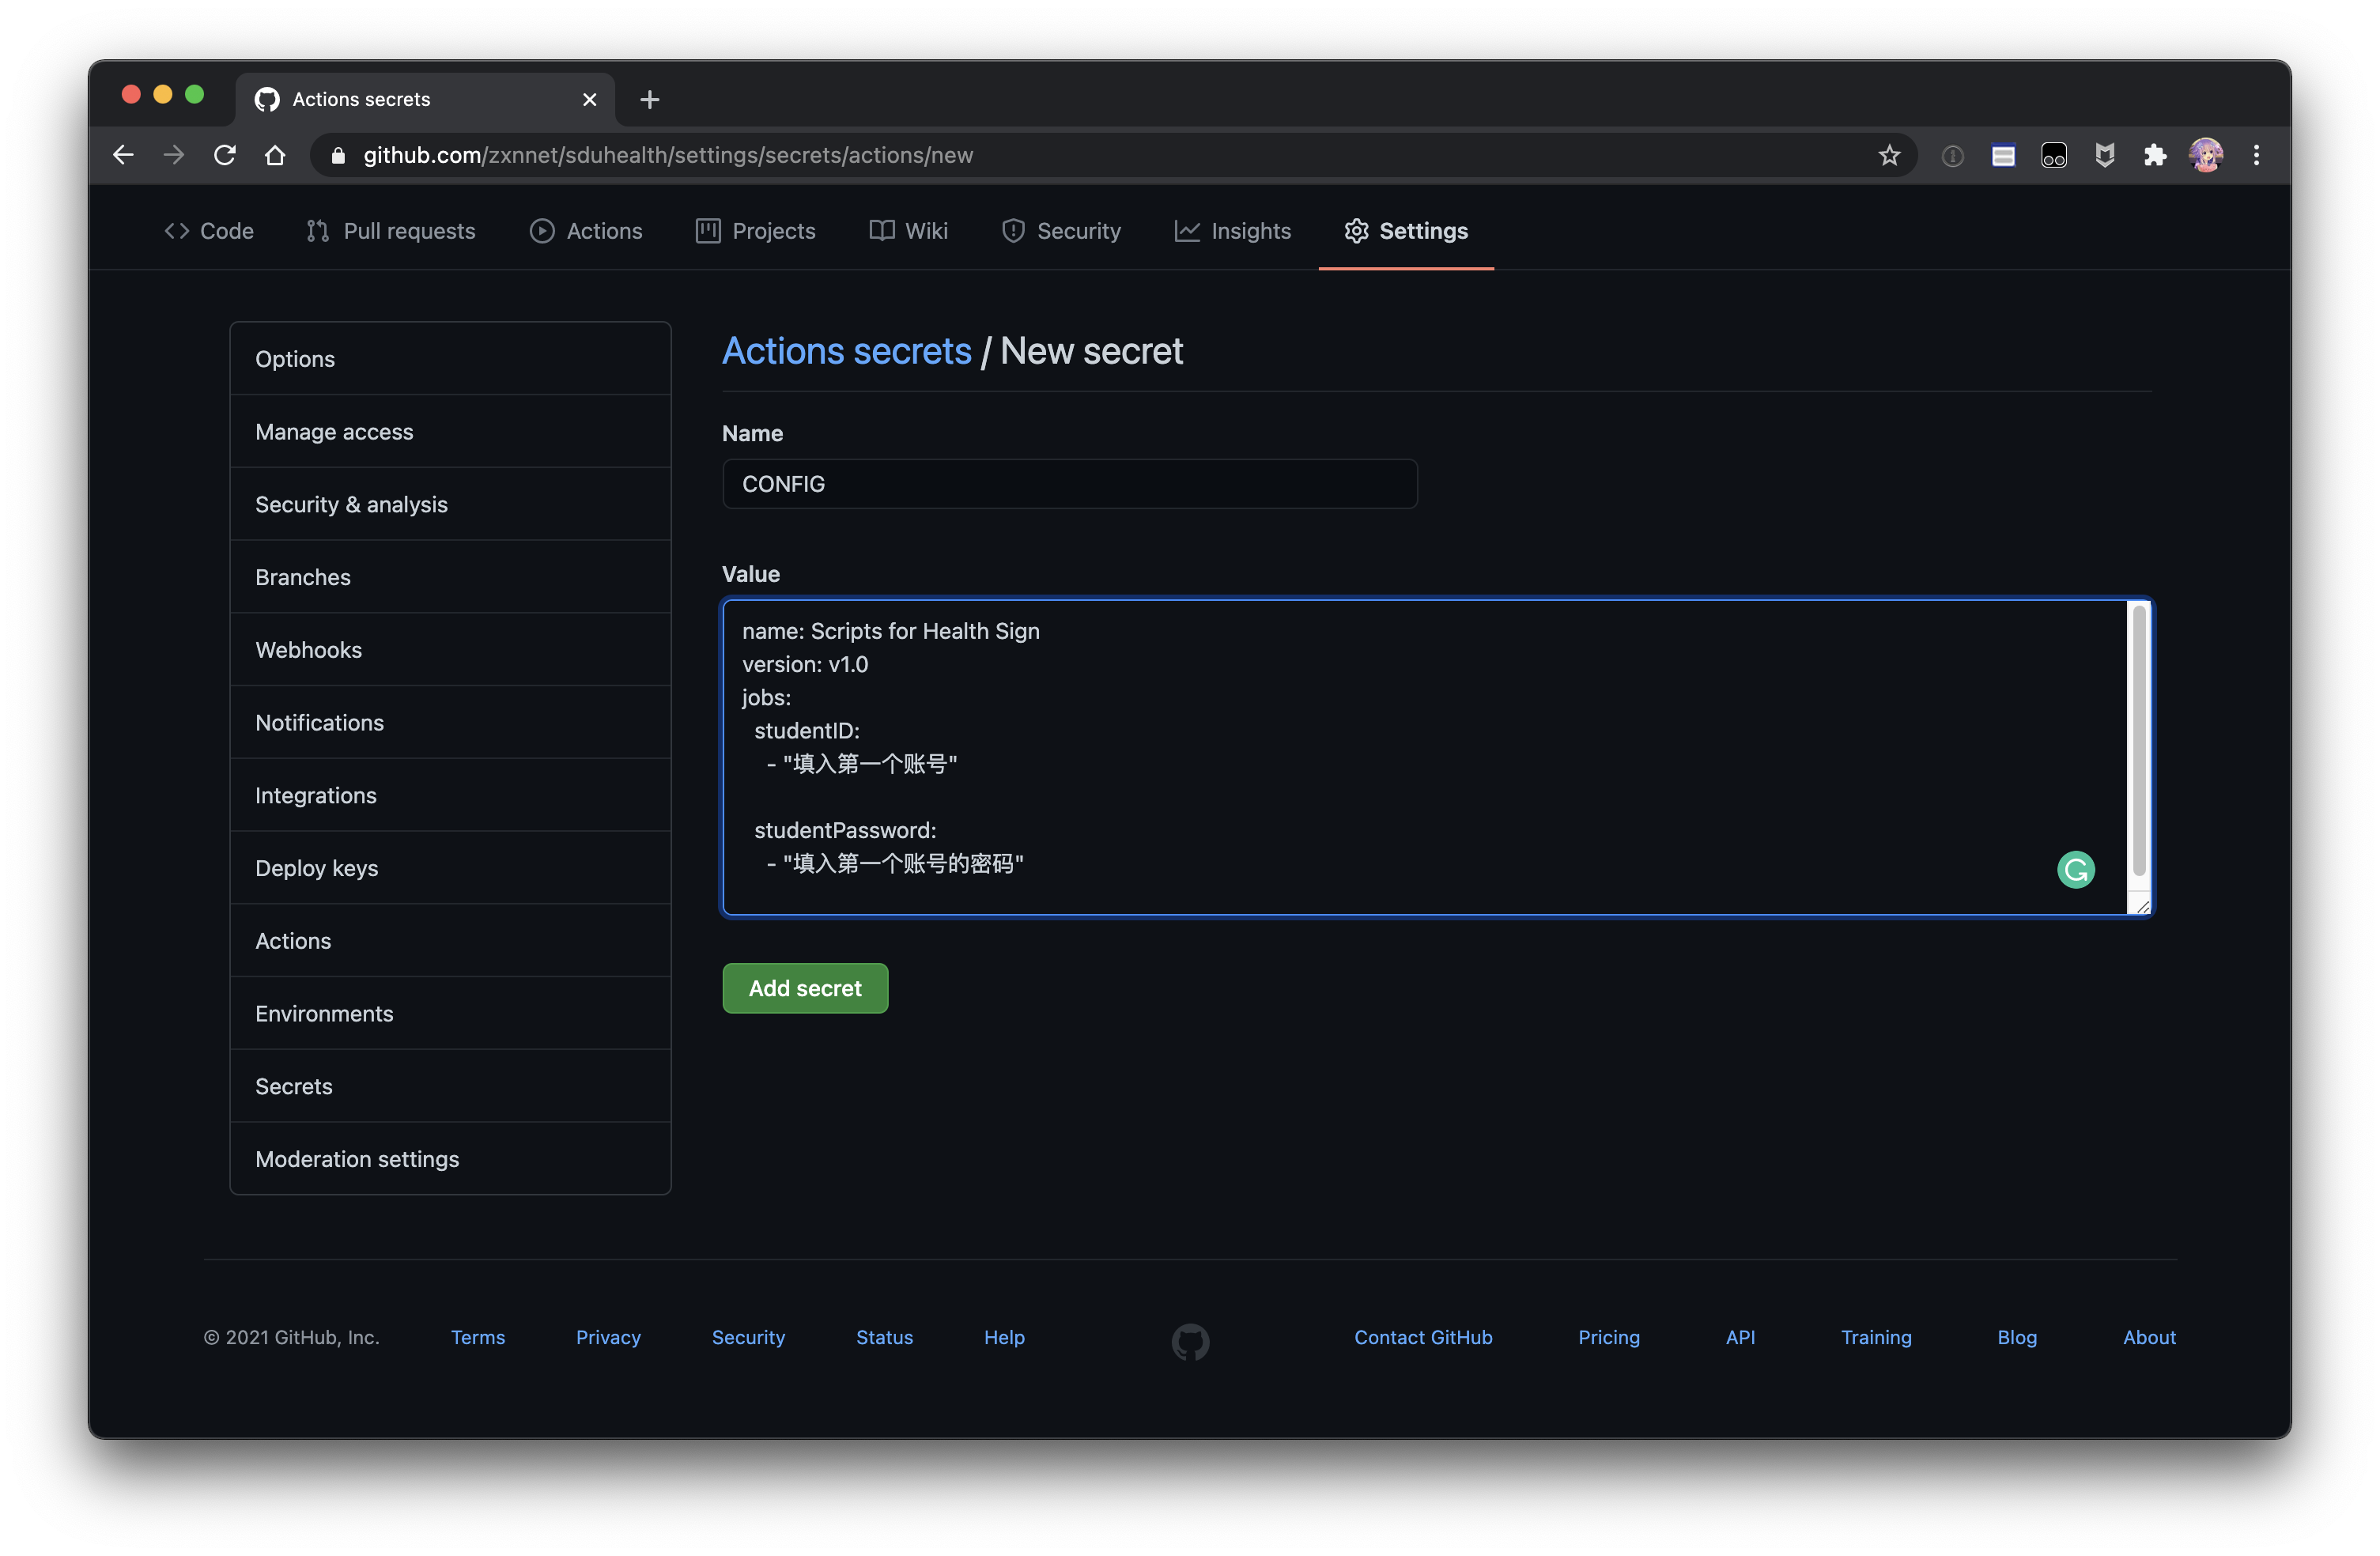 Actions secrets
github.com/zxnnet/sduhealth/settings/secrets/actions/new
Code Pull requests Actions Projects Wiki Security Insights Settings
Options
Manage access
Security & analysis
Branches
Webhooks
Notifications
Integrations
Deploy keys
Actions
Environments
Secrets
Moderation settings
Actions secrets / New secret
Name
CONFIG
Value
name: Scripts for Health Sign
version: v1.0
jobs:
studentID:
- "填入第一个账号"
studentPassword:
- "填入第一个账号的密码"
Add secret
© 2021 GitHub, Inc. Terms Privacy Security Status Help Contact GitHub Pricing API Training Blog About